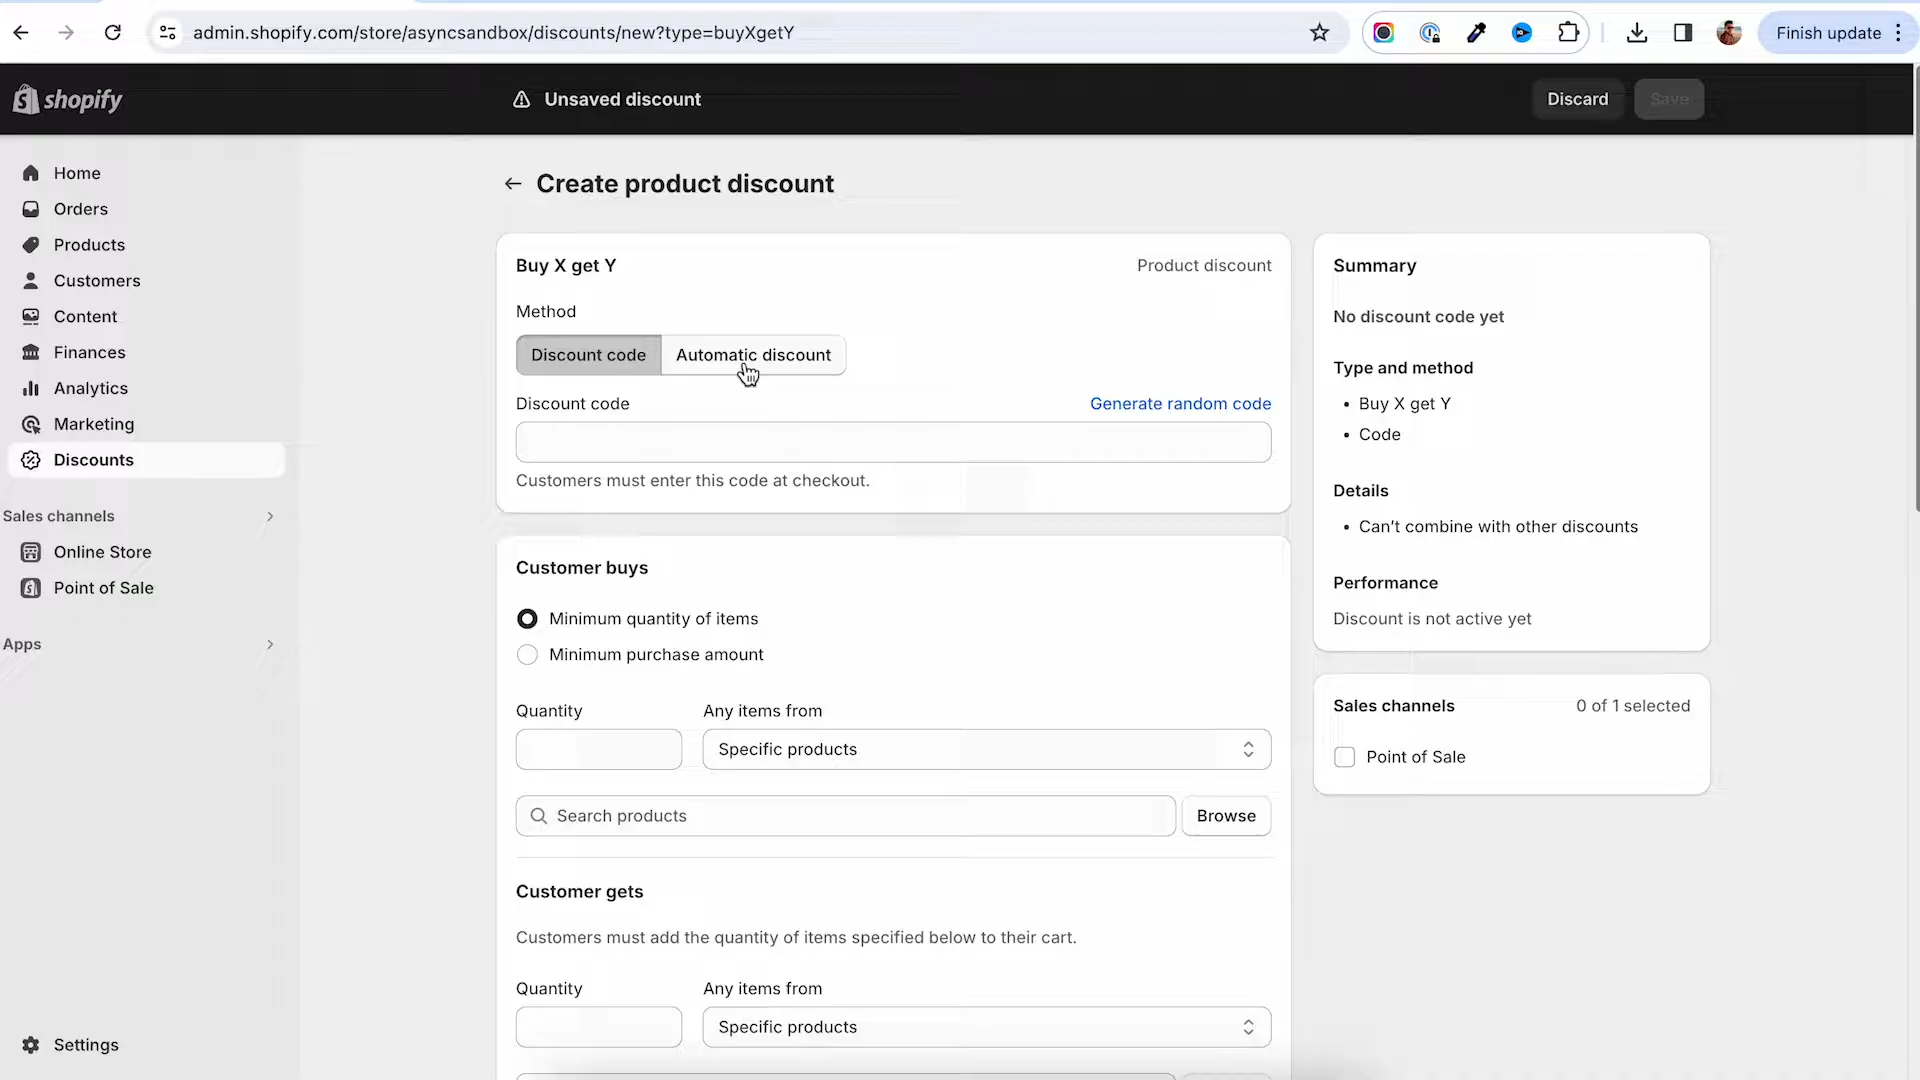 admin.shopify.com/store/asyncsandbox/discounts/new?type=buyXgetY
Finish update
shopify
Unsaved discount
Discard
Save
Home
Orders
Products
Customers
Content
Finances
Analytics
Marketing
Discounts
Sales channels
Online Store
Point of Sale
Apps
Settings
Create product discount
Buy X get Y
Product discount
Method
Discount code
Automatic discount
Discount code
Generate random code
Customers must enter this code at checkout.
Customer buys
Minimum quantity of items
Minimum purchase amount
Quantity
Any items from
Specific products
Search products
Browse
Customer gets
Customers must add the quantity of items specified below to their cart.
Quantity
Any items from
Specific products
Summary
No discount code yet
Type and method
• Buy X get Y
• Code
Details
• Can’t combine with other discounts
Performance
Discount is not active yet
Sales channels
0 of 1 selected
Point of Sale